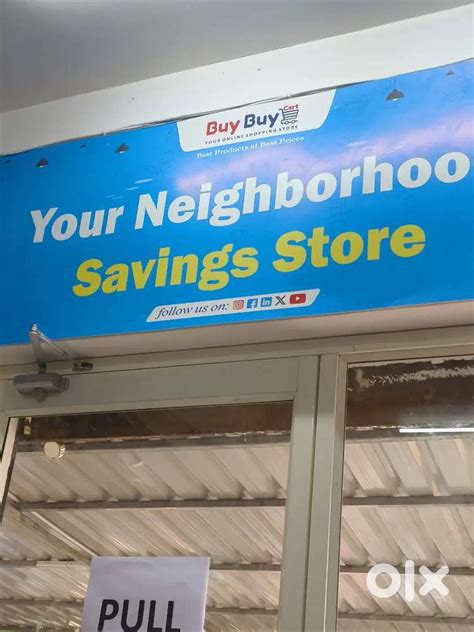 Buy Buy Cart
YOUP ONLINE SHOPPING STORE
Best Products at Best Prices
Your Neighborhoo
Savings Store
follow us on:
PULL
olx